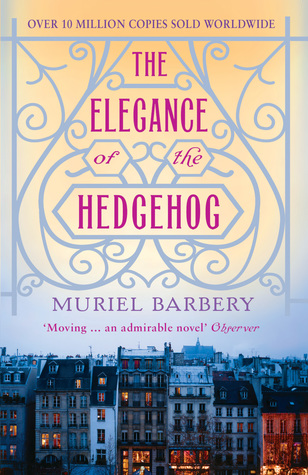 OVER 10 MILLION COPIES SOLD WORLDWIDE
THE
ELEGANCE
of the
HEDGEHOG
MURIEL BARBERY
‘Moving ... an admirable novel’ Observer